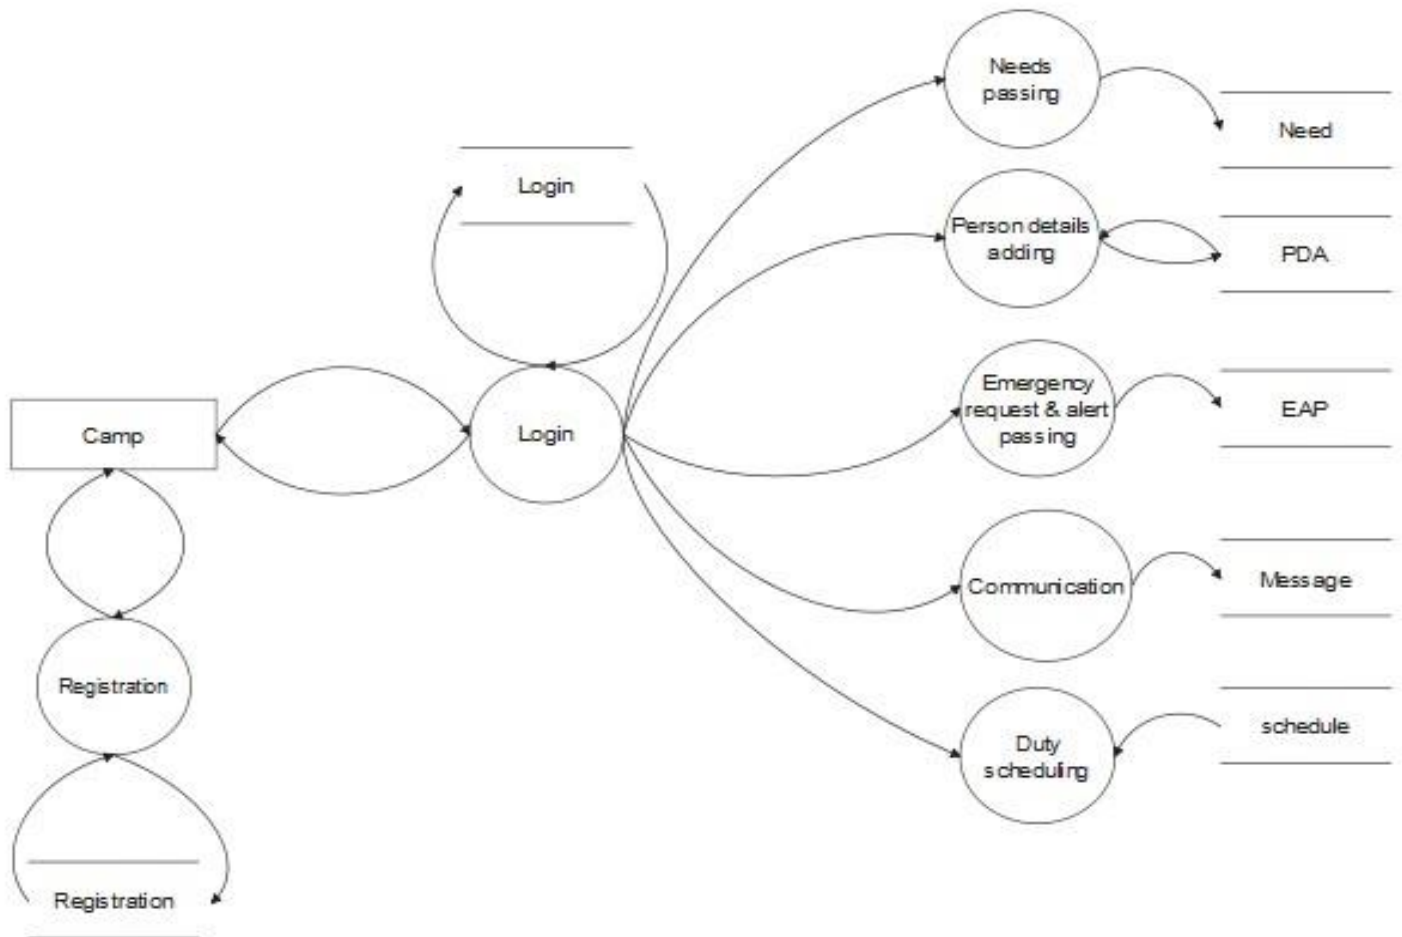 Needs
passing
Need
Login
Person details
adding
PDA
Camp
Login
Emergency
request & alert
passing
EAP
Communication
Message
Registration
Duty
scheduling
schedule
Registration